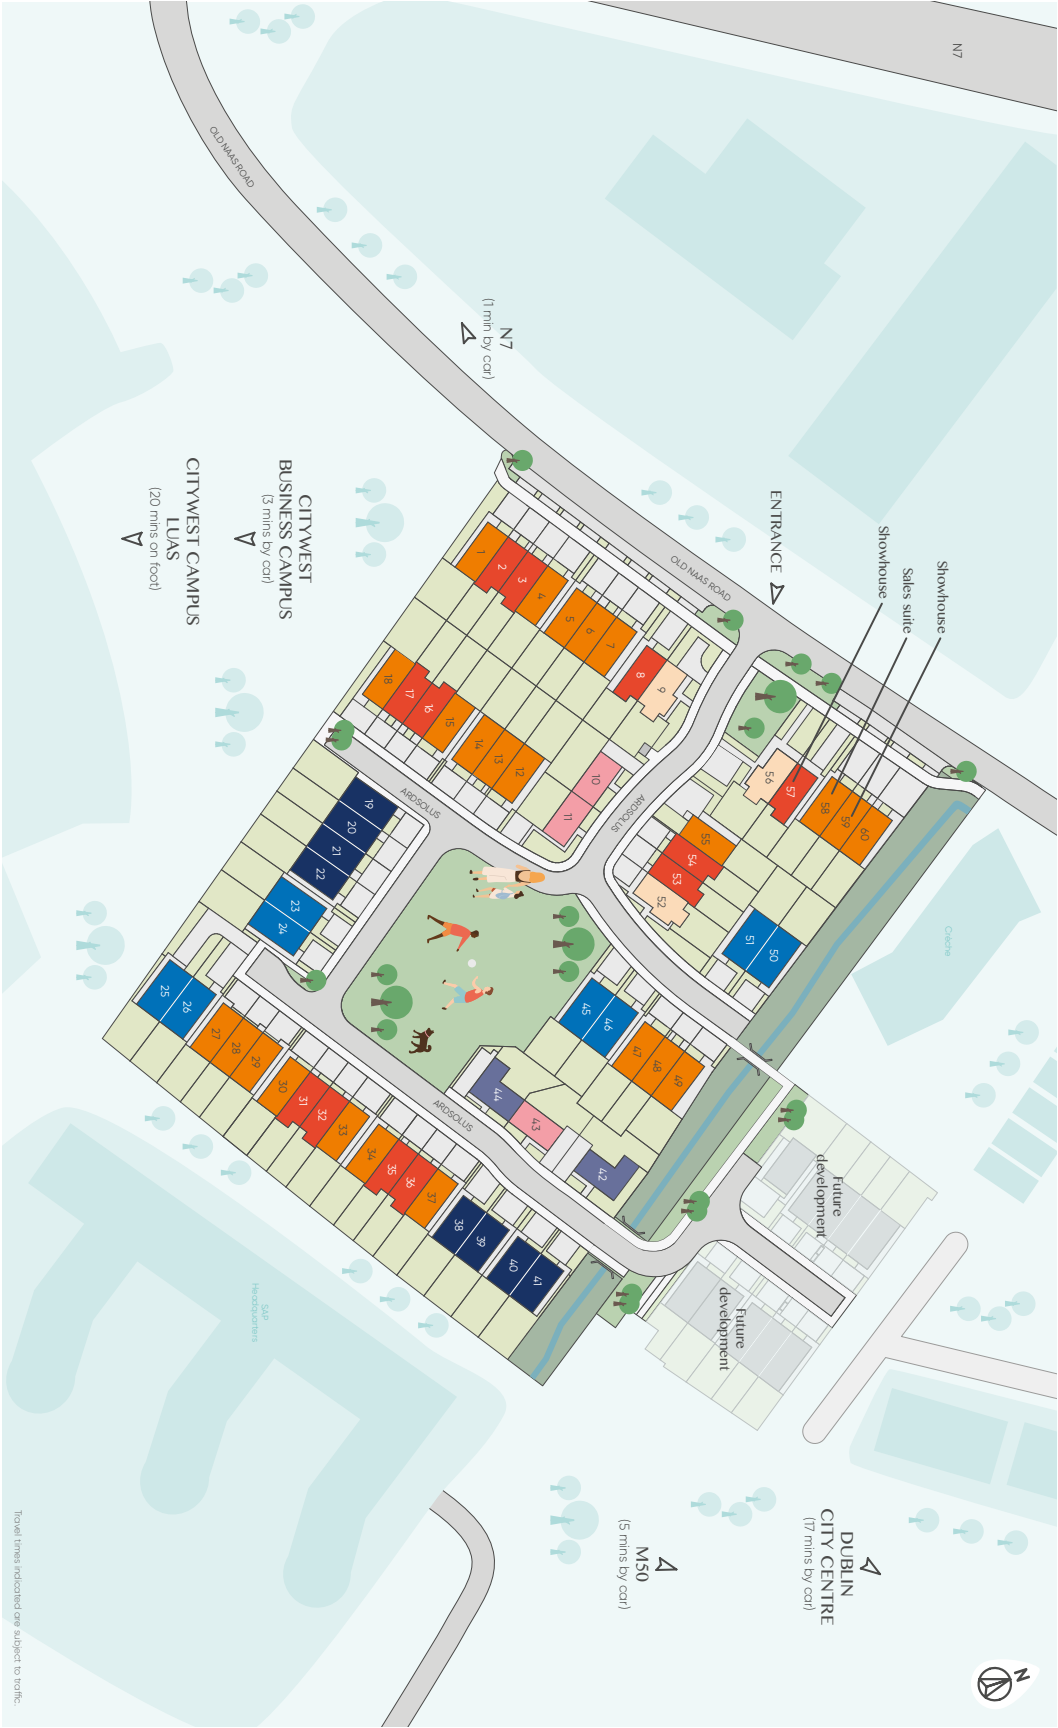 N7
OLD NAAS ROAD
N7
(1 min by car)
CITYWEST
BUSINESS CAMPUS
(3 mins by car)
CITYWEST CAMPUS
LUAS
(20 mins on foot)
ENTRANCE
OLD NAAS ROAD
Showhouse
Sales suite
Showhouse
1
2
3
4
5
6
7
8
9
10
11
12
13
14
15
16
17
18
19
20
21
22
23
24
25
26
27
28
29
30
31
32
33
34
35
36
37
38
39
40
41
42
43
44
45
46
47
48
49
50
51
52
53
54
55
56
57
58
59
60
ARDSOLUS
ARDSOLUS
ARDSOLUS
Crèche
Future
development
Future
development
SAP
Headquarters
DUBLIN
CITY CENTRE
(17 mins by car)
M50
(5 mins by car)
N
Travel times indicated are subject to traffic.